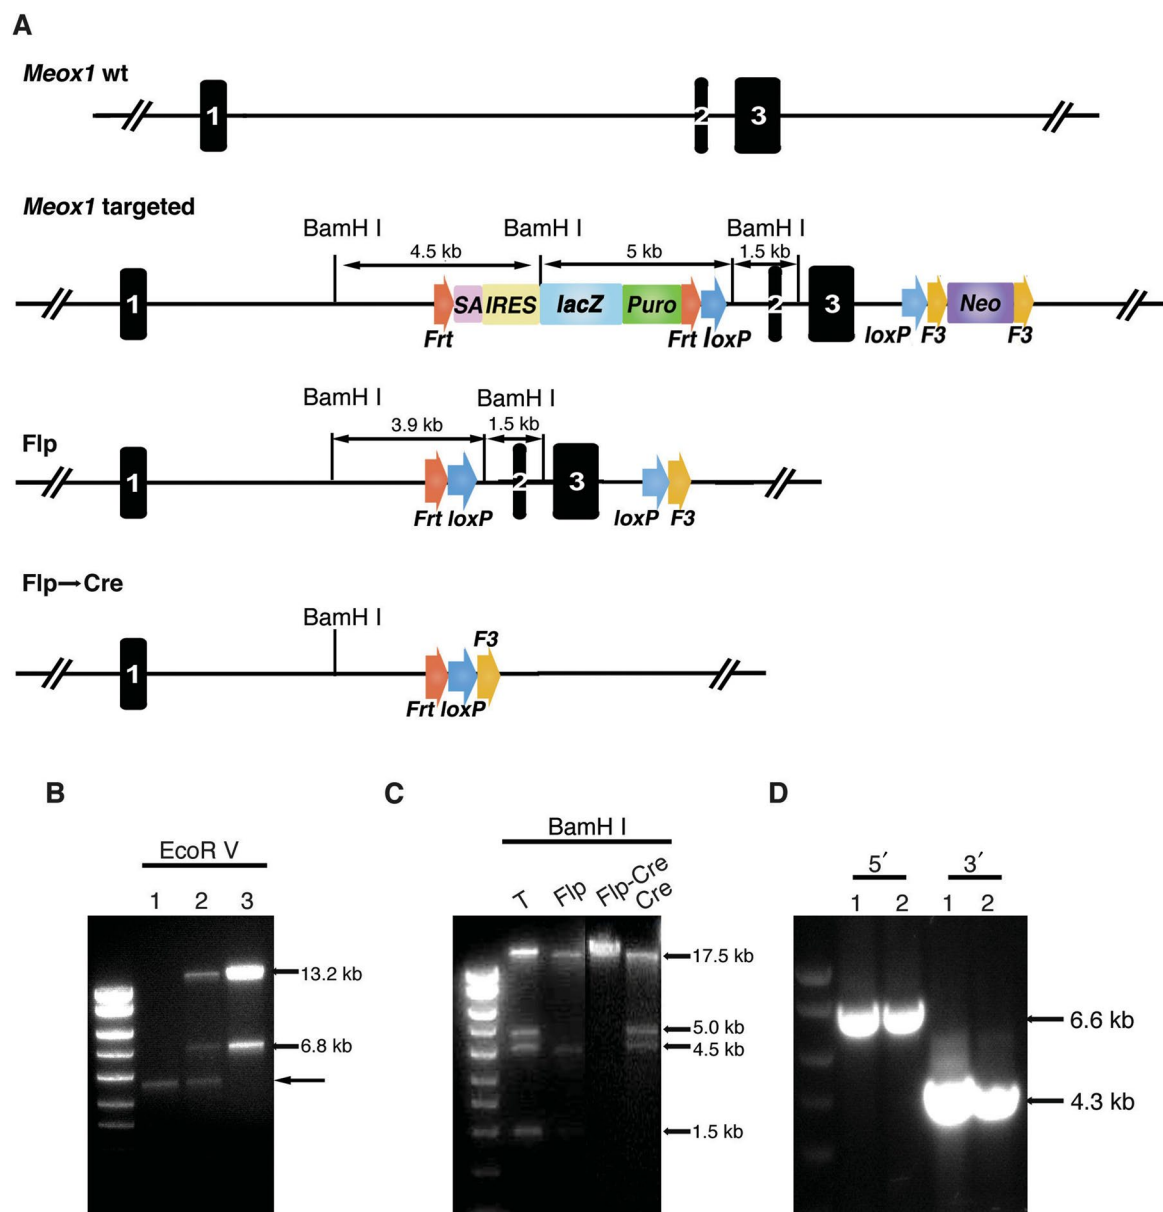 A
Meox1 wt
1 2 3
Meox1 targeted
BamH I BamH I BamH I
4.5 kb 5 kb 1.5 kb
1 SA IRES lacZ Puro 2 3 Neo
Frt Frt loxP loxP F3 F3
BamH I BamH I
3.9 kb 1.5 kb
Flp
1 2 3
Frt loxP loxP F3
Flp→Cre
BamH I
F3
1
Frt loxP
B
EcoR V
1 2 3
13.2 kb
6.8 kb
C
BamH I
T Flp Flp-Cre Cre
17.5 kb
5.0 kb
4.5 kb
1.5 kb
D
5′ 3′
1 2 1 2
6.6 kb
4.3 kb